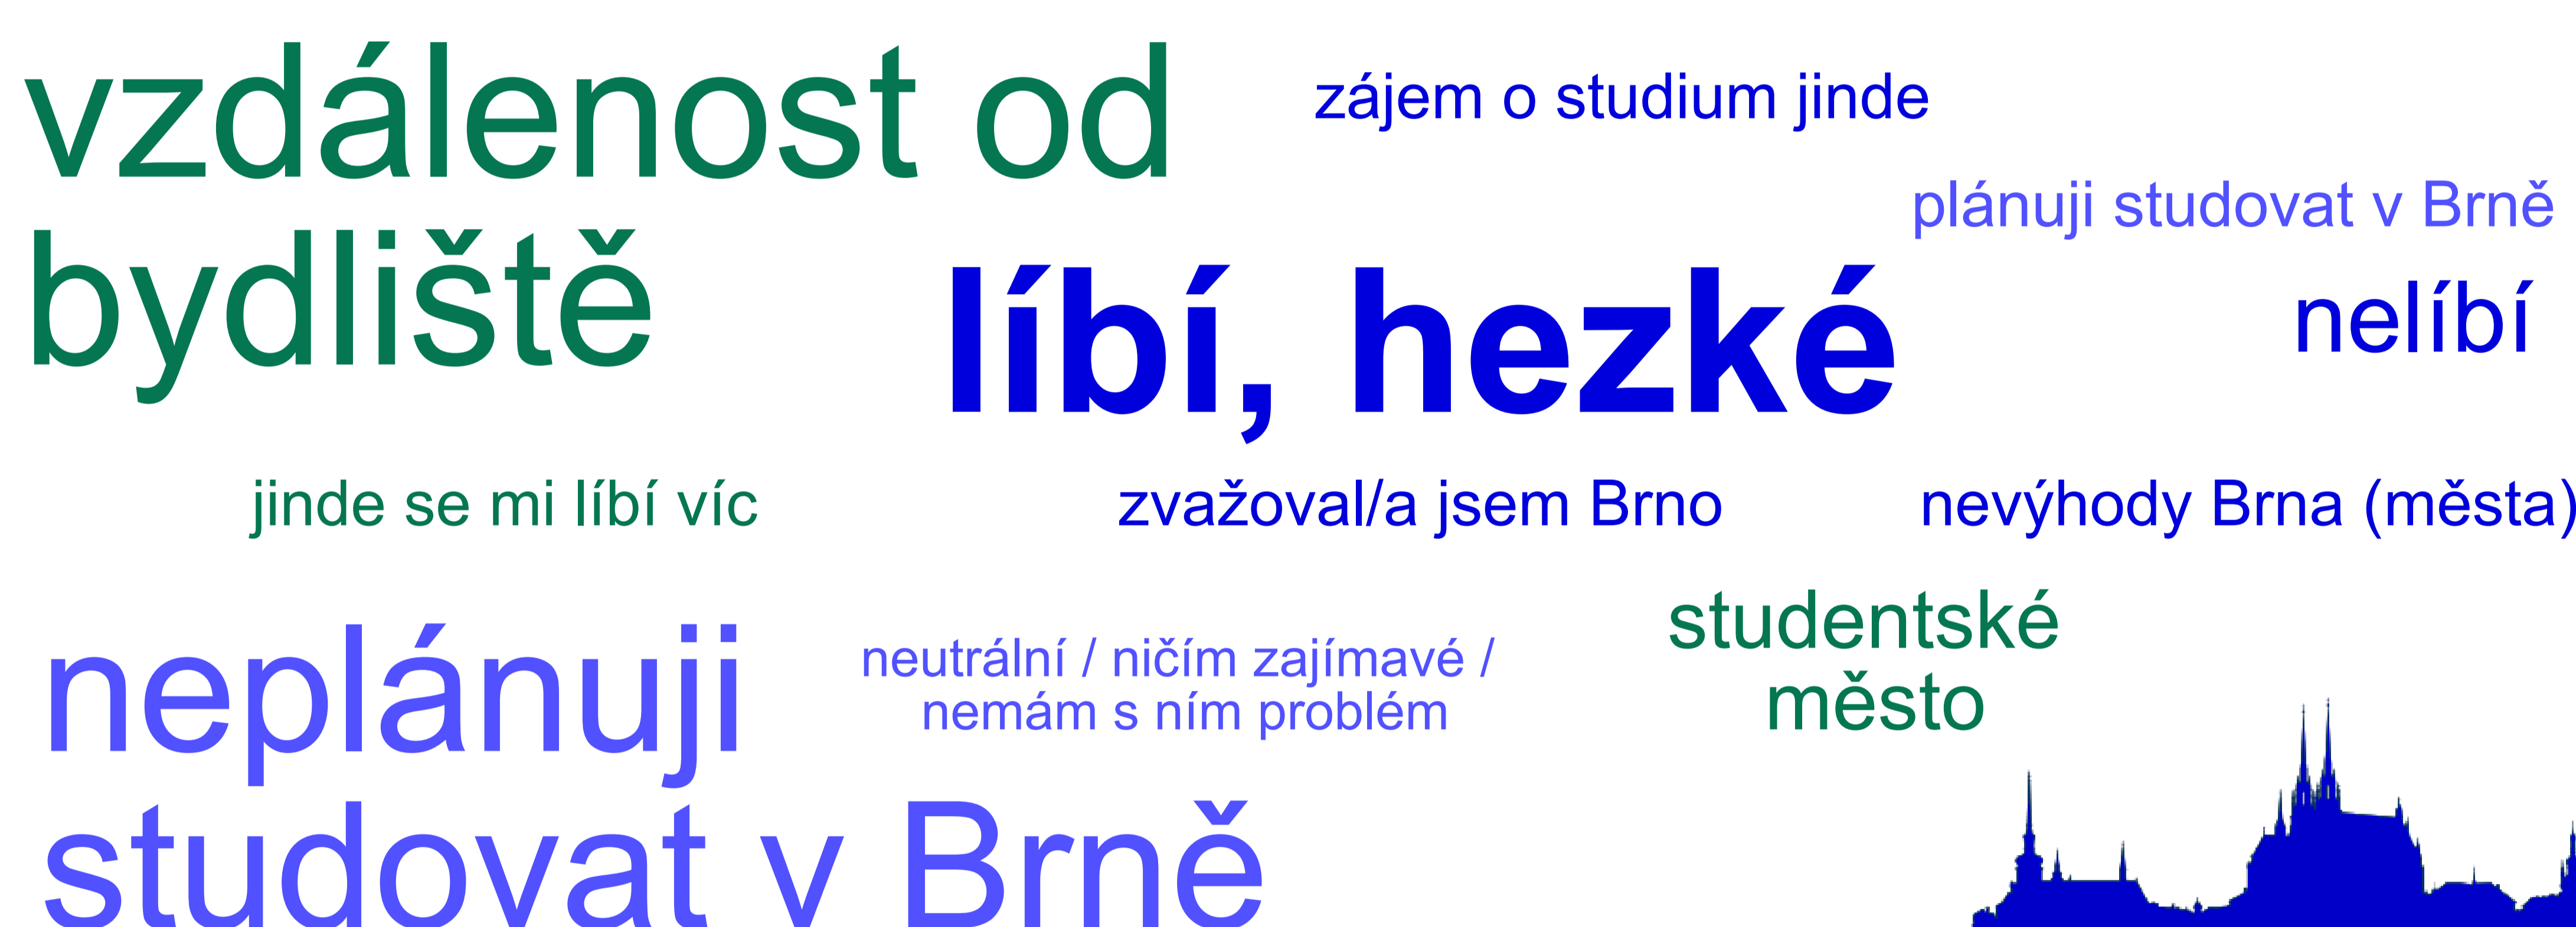 vzdálenost od
bydliště
zájem o studium jinde
plánuji studovat v Brně
líbí, hezké
nelíbí
jinde se mi líbí víc
zvažoval/a jsem Brno
nevýhody Brna (města)
neplánuji
studovat v Brně
neutrální / ničím zajímavé /
nemám s ním problém
studentské
město